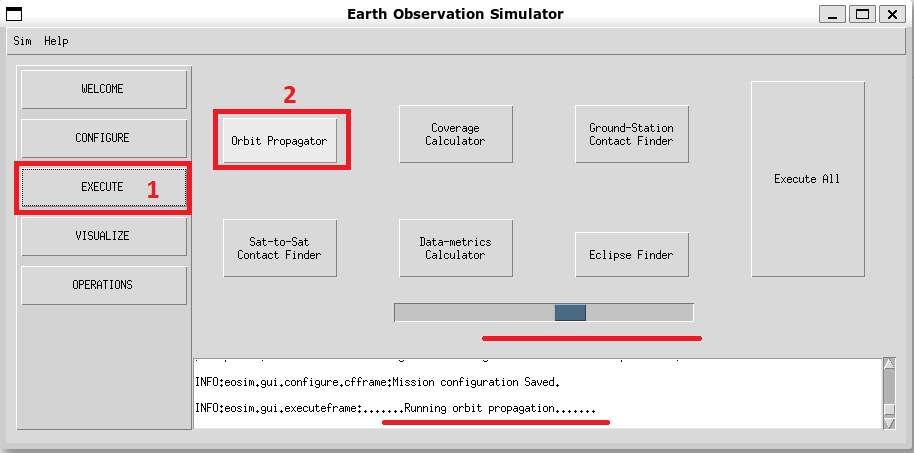 Earth Observation Simulator
Sim Help
WELCOME
CONFIGURE
EXECUTE 1
VISUALIZE
OPERATIONS
2
Orbit Propagator
Coverage
Calculator
Ground-Station
Contact Finder
Execute All
Sat-to-Sat
Contact Finder
Data-metrics
Calculator
Eclipse Finder
INFO:eosim.gui.configure.cfframe:Mission configuration Saved.
INFO:eosim.gui.executeframe:.......Running orbit propagation.......